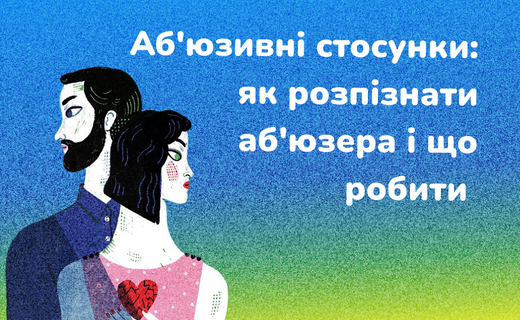 Аб'юзивні стосунки:
як розпізнати
аб'юзера і що
робити